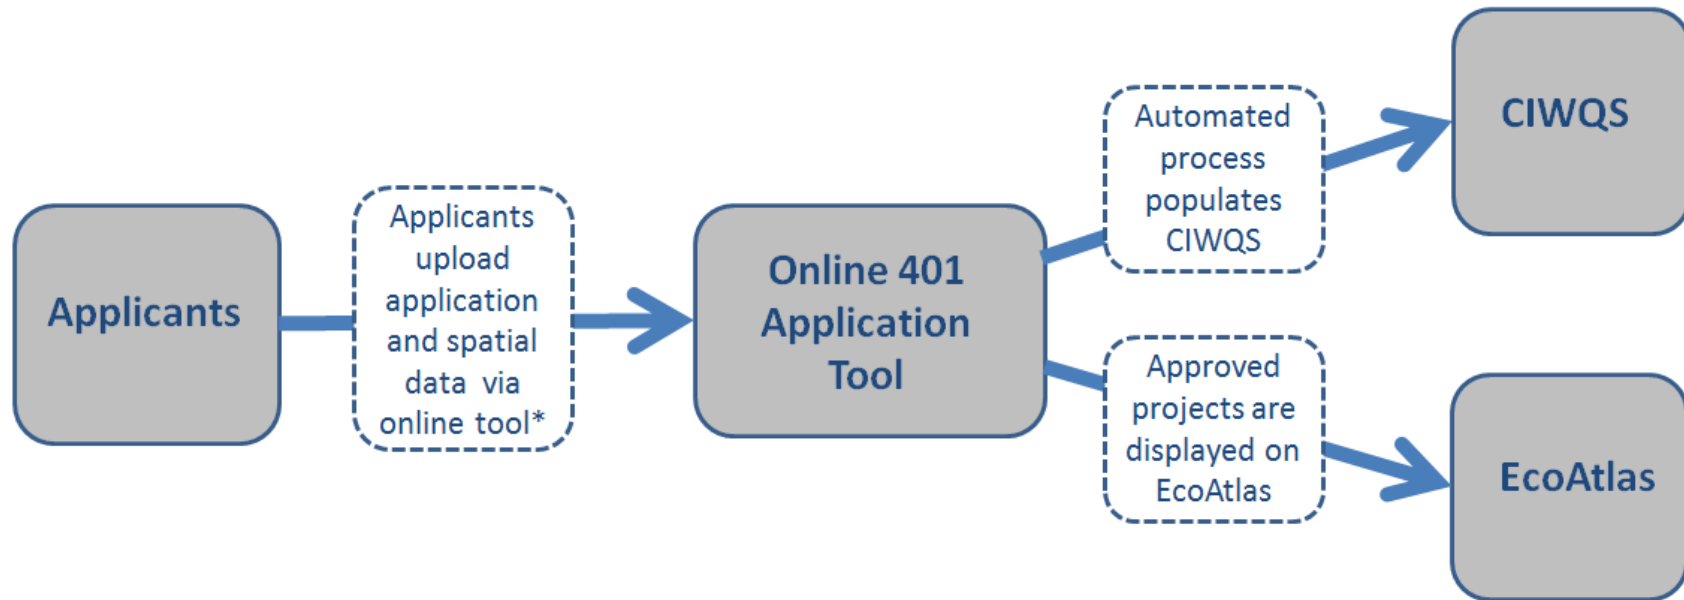 Applicants
Applicants
upload
application
and spatial
data via
online tool*
Online 401
Application
Tool
Automated
process
populates
CIWQS
CIWQS
Approved
projects are
displayed on
EcoAtlas
EcoAtlas